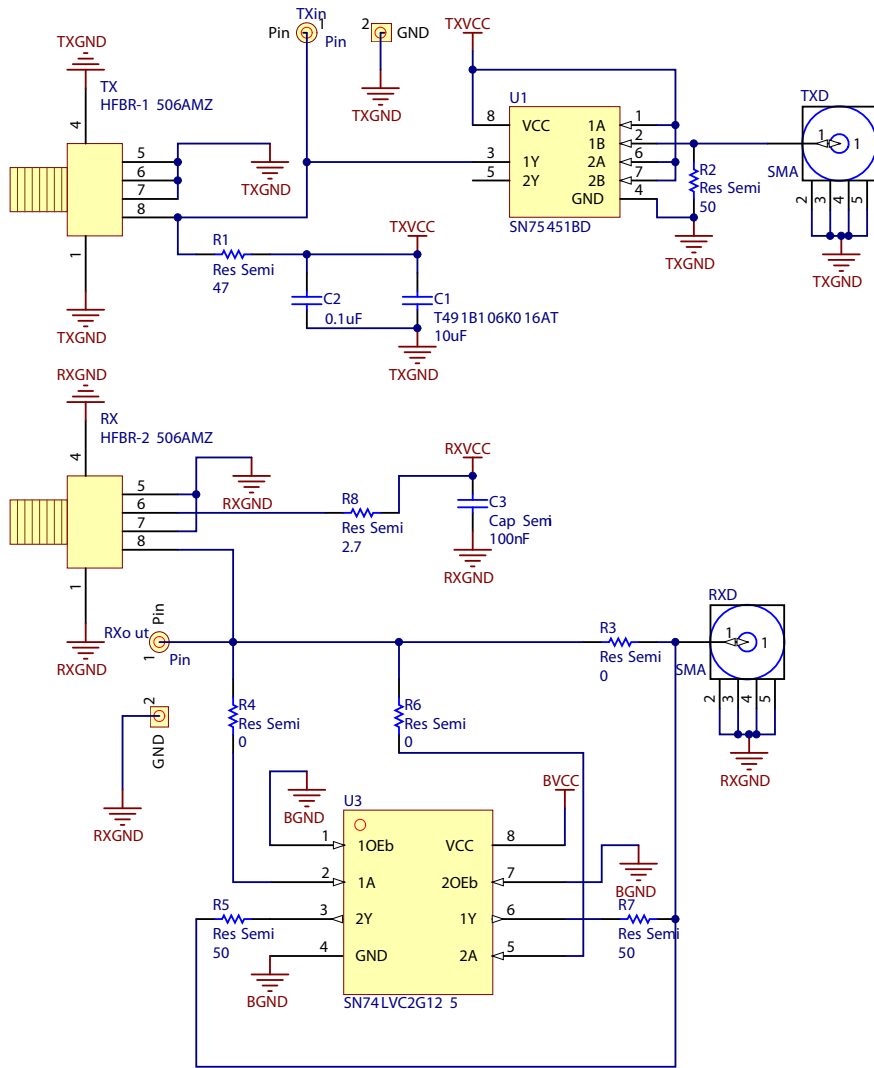 TXin
Pin
1
Pin
2
GND
TXGND
TXVCC
TXGND
TX
HFBR-1 506AMZ
4
5
6
7
8
1
TXGND
TXGND
U1
8
VCC
1A
1
1B
2
3
1Y
2A
6
5
2Y
2B
7
GND
4
SN75451BD
R2
Res Semi
50
TXGND
TXD
1
1
SMA
2
3
4
5
TXGND
R1
Res Semi
47
TXVCC
C2
0.1uF
C1
T491B106K016AT
10uF
TXGND
RXGND
RX
HFBR-2 506AMZ
4
5
6
7
8
1
RXGND
RXGND
R8
Res Semi
2.7
RXVCC
C3
Cap Semi
100nF
RXGND
RXo ut
Pin
1
Pin
2
GND
RXGND
R4
Res Semi
0
R6
Res Semi
0
R3
Res Semi
0
RXD
1
1
SMA
2
3
4
5
RXGND
BGND
U3
BVCC
1
1OEb
VCC
8
2
1A
2OEb
7
BGND
3
2Y
1Y
6
4
GND
2A
5
R5
Res Semi
50
R7
Res Semi
50
BGND
SN74LVC2G12 5